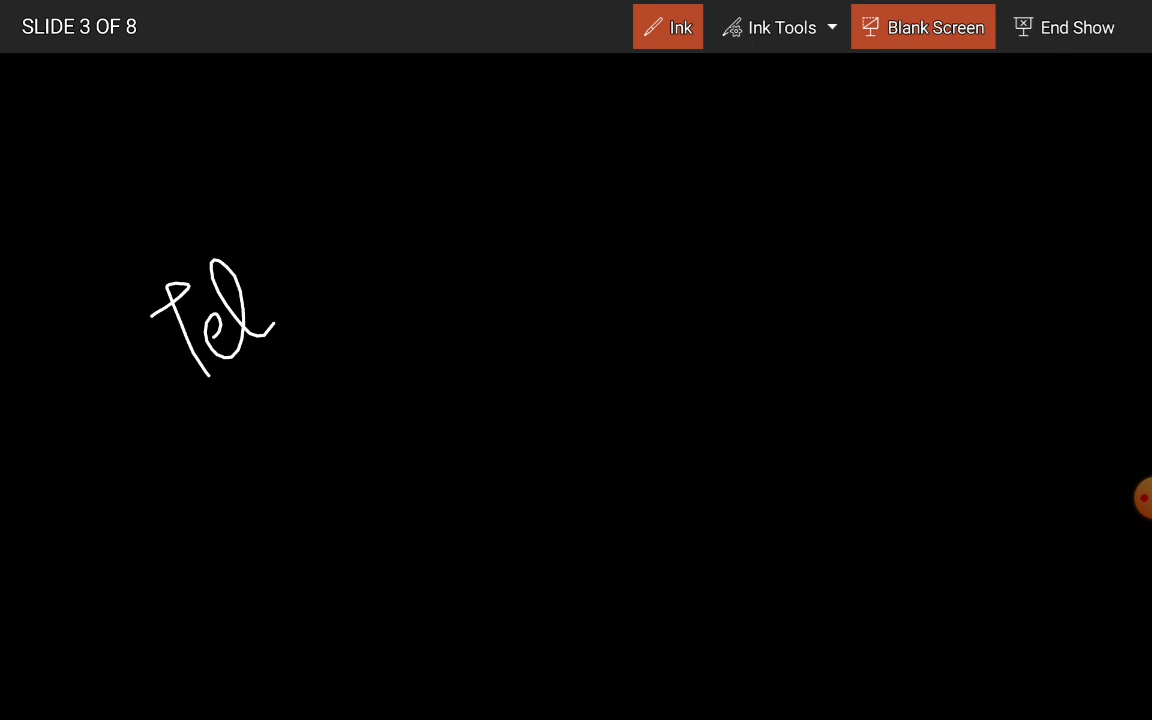 SLIDE 3 OF 8
Ink
Ink Tools
Blank Screen
End Show